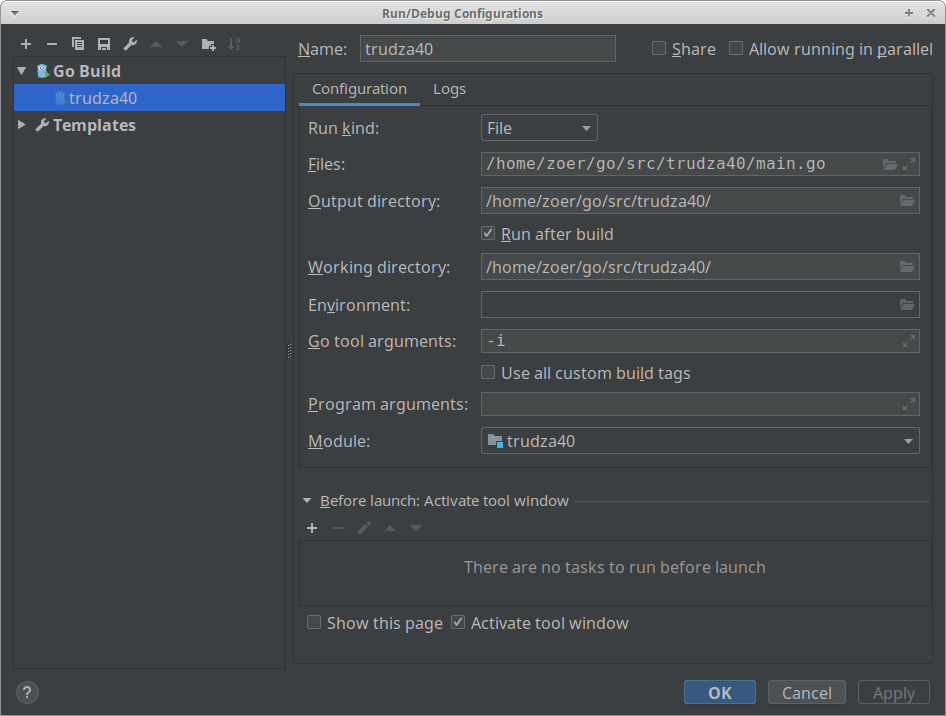 Run/Debug Configurations
Name: trudza40 Share Allow running in parallel
Go Build
trudza40
Templates
Configuration Logs
Run kind: File
Files: /home/zoer/go/src/trudza40/main.go
Output directory: /home/zoer/go/src/trudza40/
Run after build
Working directory: /home/zoer/go/src/trudza40/
Environment:
Go tool arguments: -i
Use all custom build tags
Program arguments:
Module: trudza40
Before launch: Activate tool window
There are no tasks to run before launch
Show this page Activate tool window
? OK Cancel Apply